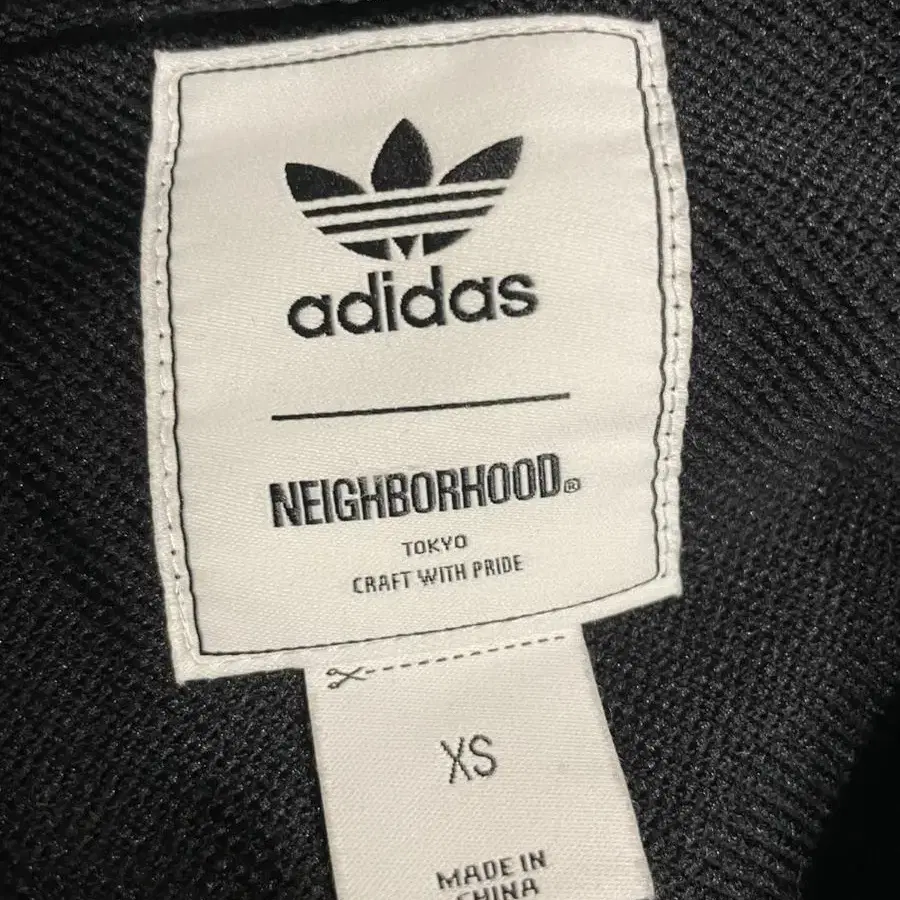 adidas
NEIGHBORHOOD®
TOKYO
CRAFT WITH PRIDE
XS
MADE IN
CHINA